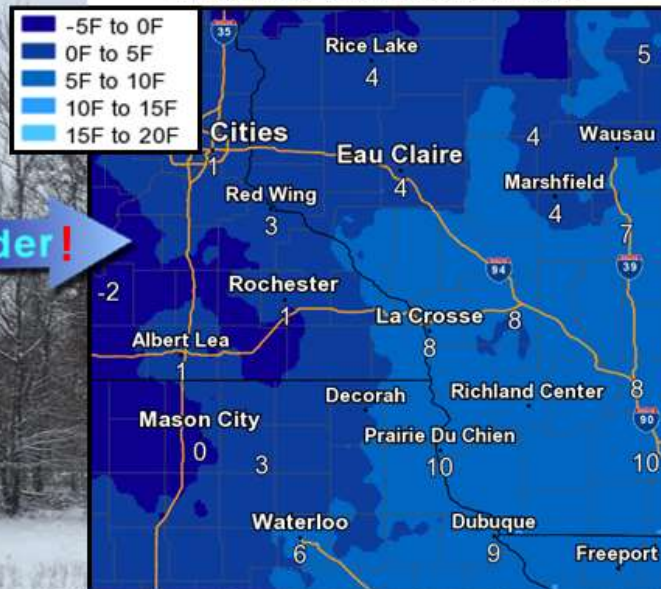 -5F to 0F
0F to 5F
5F to 10F
10F to 15F
15F to 20F
35
Rice Lake
4
5
Cities
1
Eau Claire
4
4
Wausau
Red Wing
3
Marshfield
4
7
der!
-2
94
39
Rochester
1
La Crosse
8
8
Albert Lea
1
Decorah
Richland Center
8
Mason City
0
3
Prairie Du Chien
10
90
10
Waterloo
6
Dubuque
9
Freeport